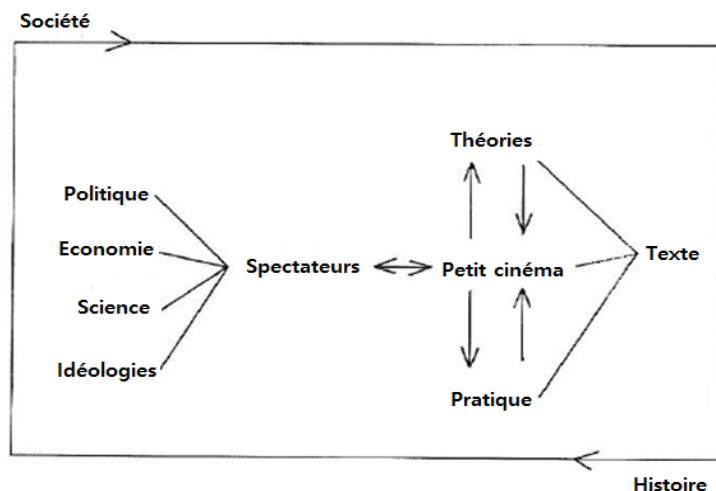 Société
Théories
Politique
Economie
Spectateurs
Petit cinéma
Texte
Science
Idéologies
Pratique
Histoire